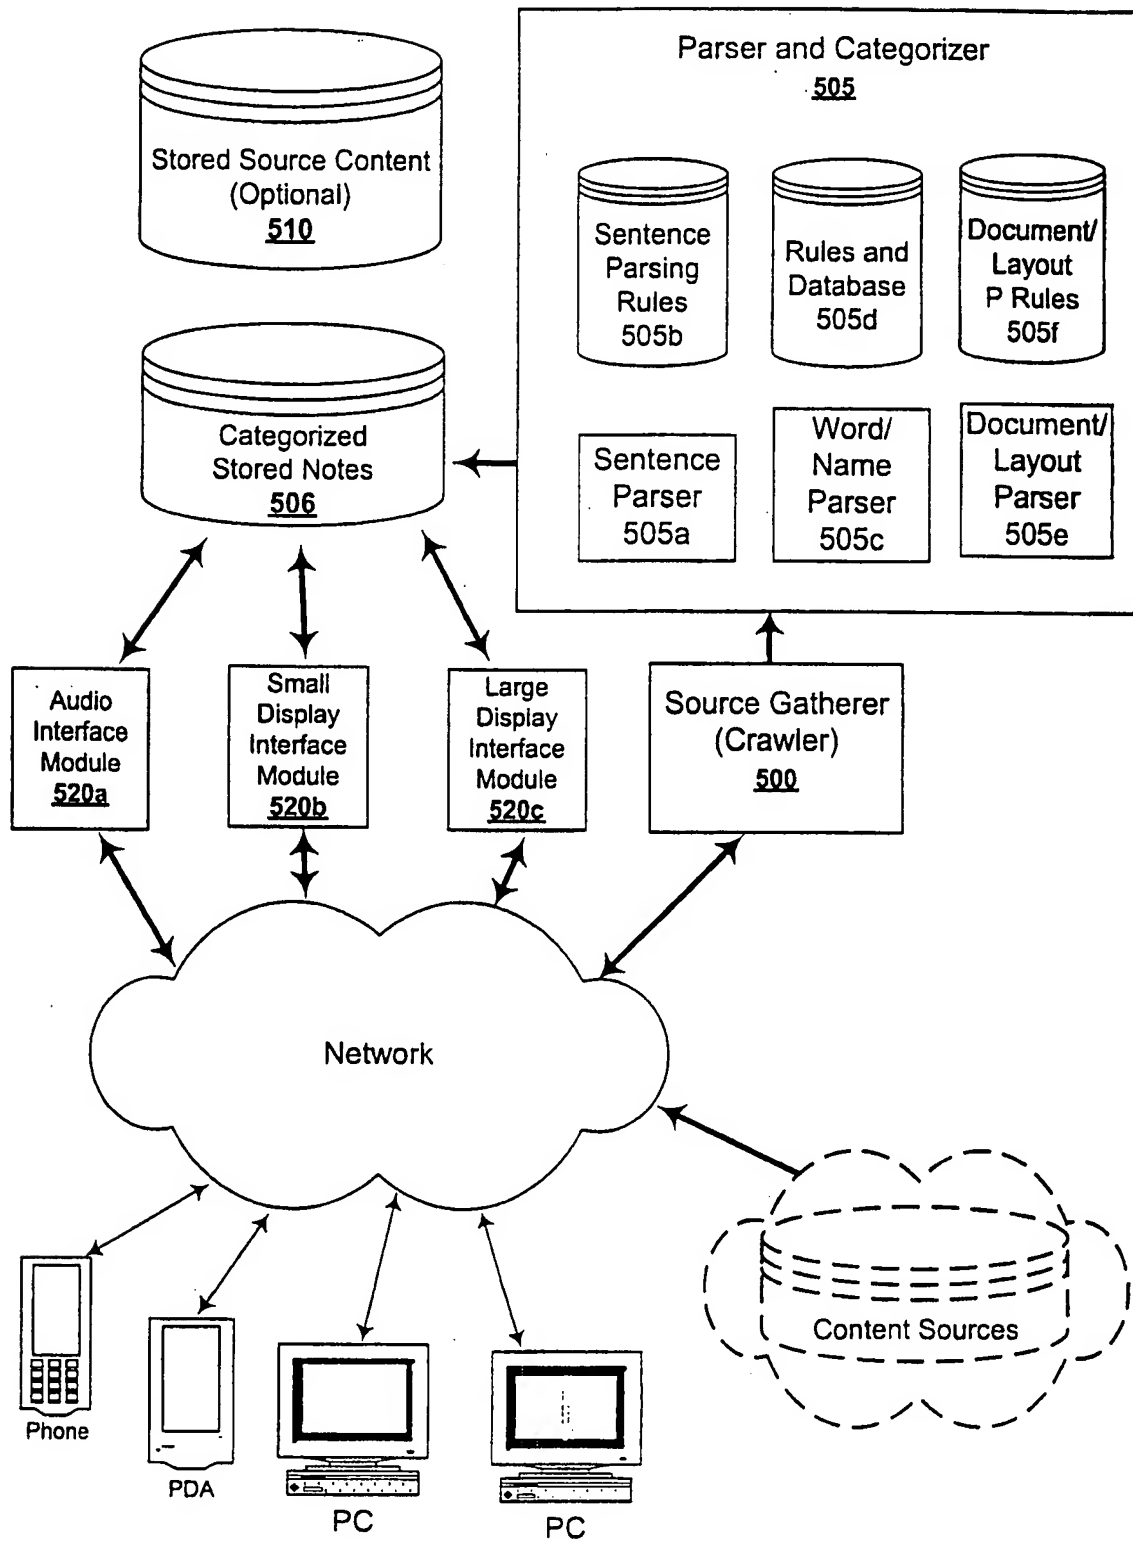 Parser and Categorizer
505
Stored Source Content
(Optional)
510
Sentence
Parsing
Rules
505b
Rules and
Database
505d
Document/
Layout
P Rules
505f
Categorized
Stored Notes
506
Sentence
Parser
505a
Word/
Name
Parser
505c
Document/
Layout
Parser
505e
Audio
Interface
Module
520a
Small
Display
Interface
Module
520b
Large
Display
Interface
Module
520c
Source Gatherer
(Crawler)
500
Network
Content Sources
Phone
PDA
PC
PC